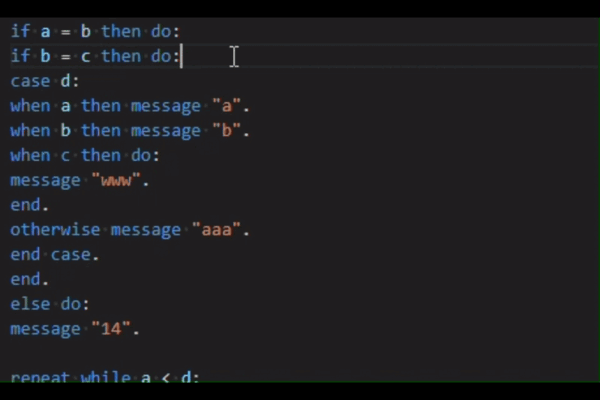 if a = b then do:
if b = c then do:
case d:
when a then message "a".
when b then message "b".
when c then do:
message "www".
end.
otherwise message "aaa".
end case.
end.
else do:
message "14".
repeat while a < d: